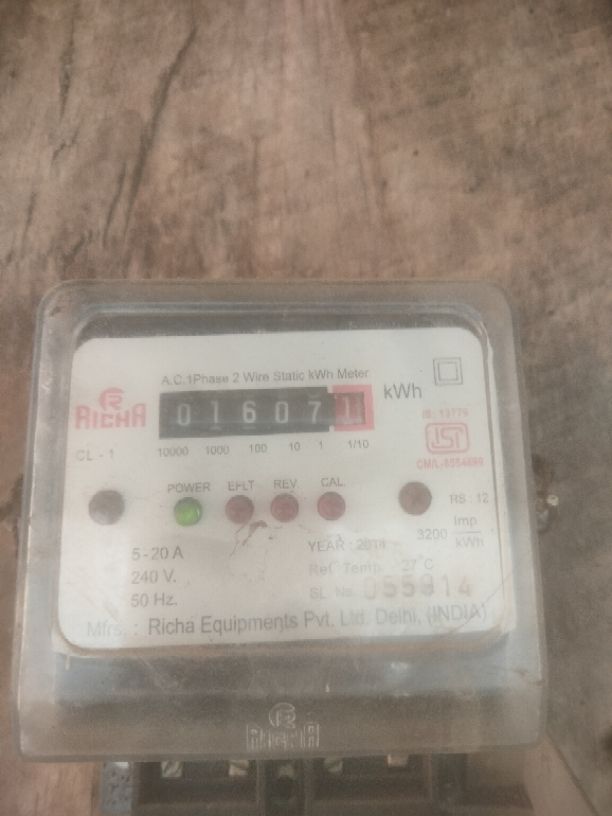 A.C.1Phase 2 Wire Static kWh Meter
RICHA
0 1 6 0 7 1
kWh
IS: 13779
ISI
CM/L-8554699
CL - 1
10000 1000 100 10 1 1/10
POWER EFLT REV. CAL.
RS : 12
3200 Imp
kWh
5-20 A
240 V.
50 Hz.
YEAR : 2014
Ref. Temp. 27°C
SL No. 055914
Mfrs. : Richa Equipments Pvt. Ltd. Delhi, (INDIA)
RICHA